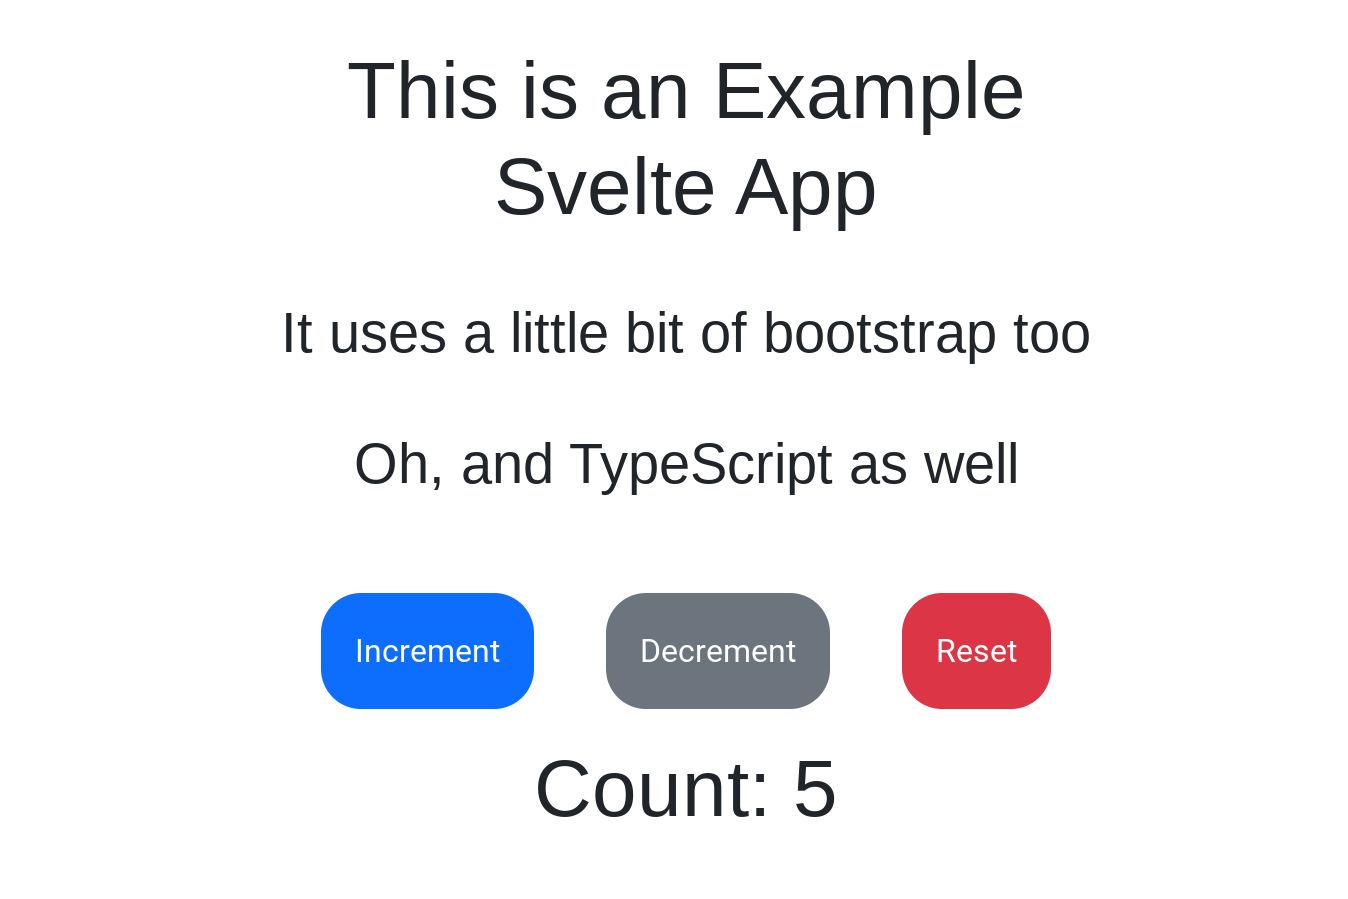 This is an Example
Svelte App
It uses a little bit of bootstrap too
Oh, and TypeScript as well
Increment Decrement Reset
Count: 5